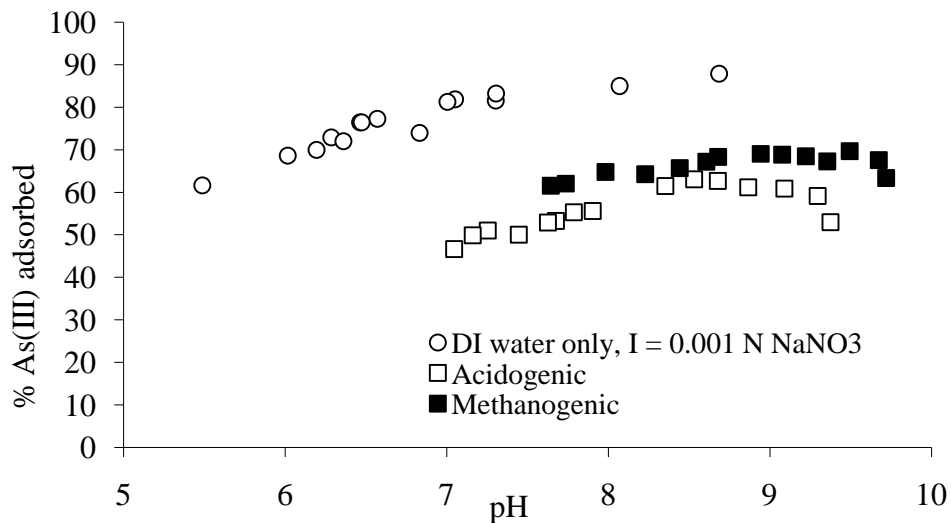 100
90
80
70
60
50
40
30
20
10
0
% As(III) adsorbed
DI water only, I = 0.001 N NaNO3
Acidogenic
Methanogenic
5 6 7 8 9 10
pH